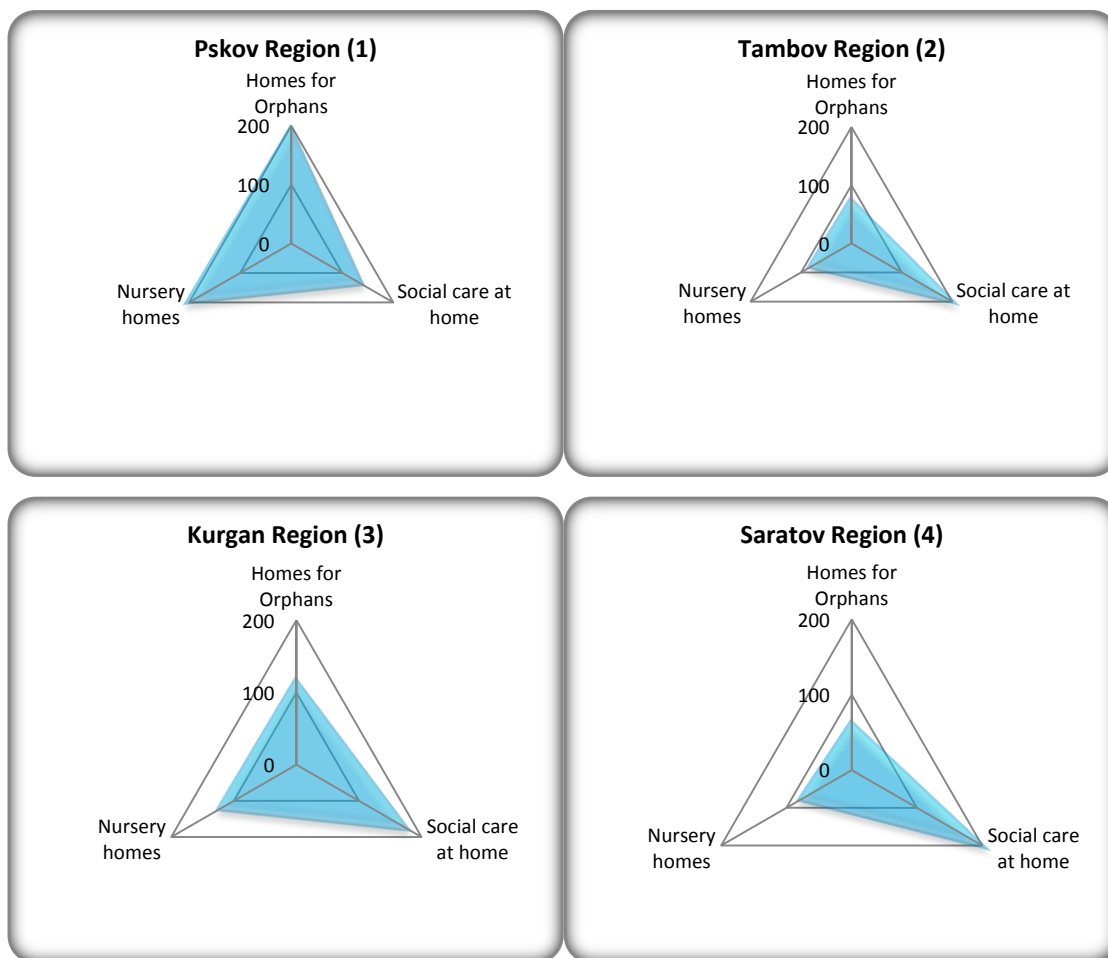 Pskov Region (1)
Homes for
Orphans
200
100
0
Nursery
homes
Social care at
home
Tambov Region (2)
Homes for
Orphans
200
100
0
Nursery
homes
Social care at
home
Kurgan Region (3)
Homes for
Orphans
200
100
0
Nursery
homes
Social care
at home
Saratov Region (4)
Homes for
Orphans
200
100
0
Nursery
homes
Social care
at home